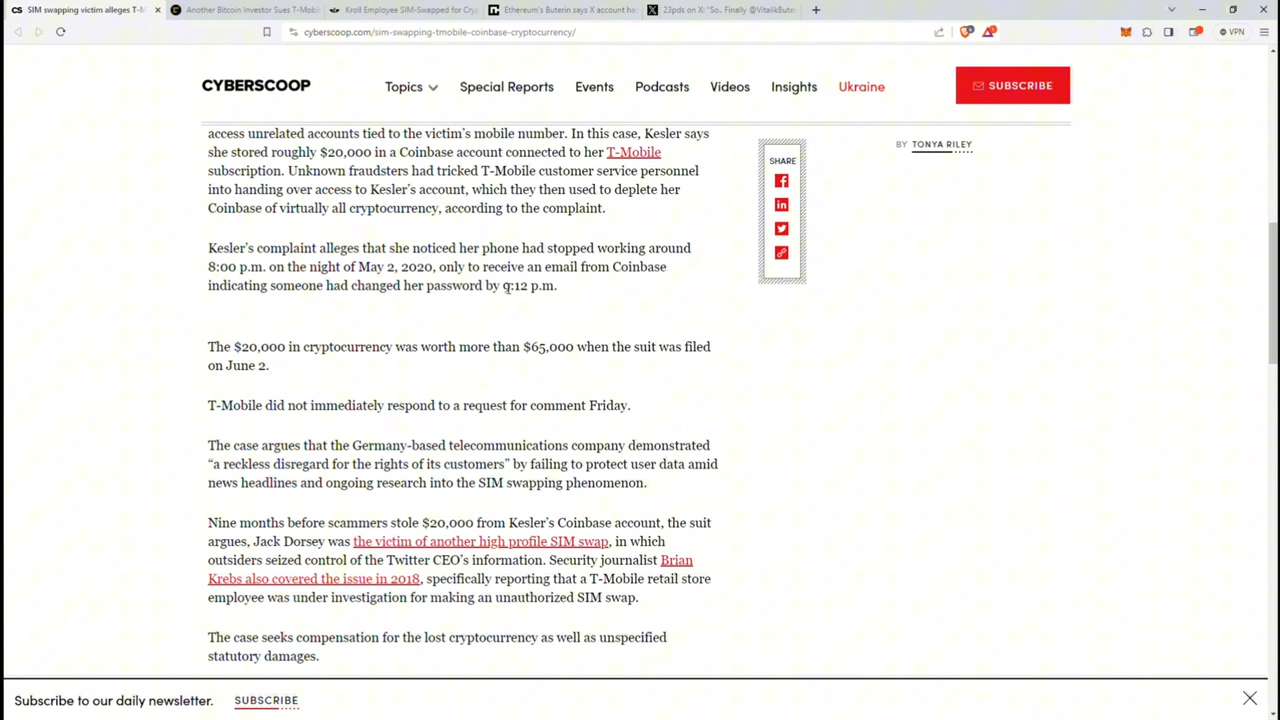 SIM swapping victim alleges T-M
Another Bitcoin Investor Sues T-Mobil
Kroll Employee SIM-Swapped for Cryp
Ethereum's Buterin says X account ha
23pds on X: "So.. Finally @VitalikButer
cyberscoop.com/sim-swapping-tmobile-coinbase-cryptocurrency/
VPN
CYBERSCOOP
Topics
Special Reports
Events
Podcasts
Videos
Insights
Ukraine
SUBSCRIBE
access unrelated accounts tied to the victim's mobile number. In this case, Kesler says
she stored roughly $20,000 in a Coinbase account connected to her T-Mobile
subscription. Unknown fraudsters had tricked T-Mobile customer service personnel
into handing over access to Kesler's account, which they then used to deplete her
Coinbase of virtually all cryptocurrency, according to the complaint.
Kesler's complaint alleges that she noticed her phone had stopped working around
8:00 p.m. on the night of May 2, 2020, only to receive an email from Coinbase
indicating someone had changed her password by 9:12 p.m.
The $20,000 in cryptocurrency was worth more than $65,000 when the suit was filed
on June 2.
T-Mobile did not immediately respond to a request for comment Friday.
The case argues that the Germany-based telecommunications company demonstrated
“a reckless disregard for the rights of its customers” by failing to protect user data amid
news headlines and ongoing research into the SIM swapping phenomenon.
Nine months before scammers stole $20,000 from Kesler's Coinbase account, the suit
argues, Jack Dorsey was the victim of another high profile SIM swap, in which
outsiders seized control of the Twitter CEO's information. Security journalist Brian
Krebs also covered the issue in 2018, specifically reporting that a T-Mobile retail store
employee was under investigation for making an unauthorized SIM swap.
The case seeks compensation for the lost cryptocurrency as well as unspecified
statutory damages.
SHARE
BY TONYA RILEY
Subscribe to our daily newsletter.
SUBSCRIBE